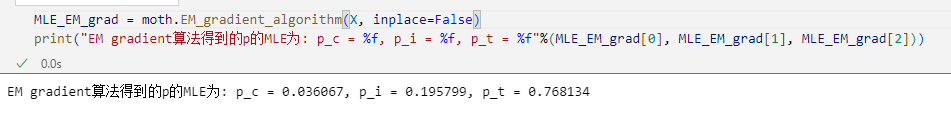 MLE_EM_grad = moth.EM_gradient_algorithm(X, inplace=False)
print("EM gradient算法得到的p的MLE为: p_c = %f, p_i = %f, p_t = %f"%(MLE_EM_grad[0], MLE_EM_grad[1], MLE_EM_grad[2]))
0.0s
EM gradient算法得到的p的MLE为: p_c = 0.036067, p_i = 0.195799, p_t = 0.768134